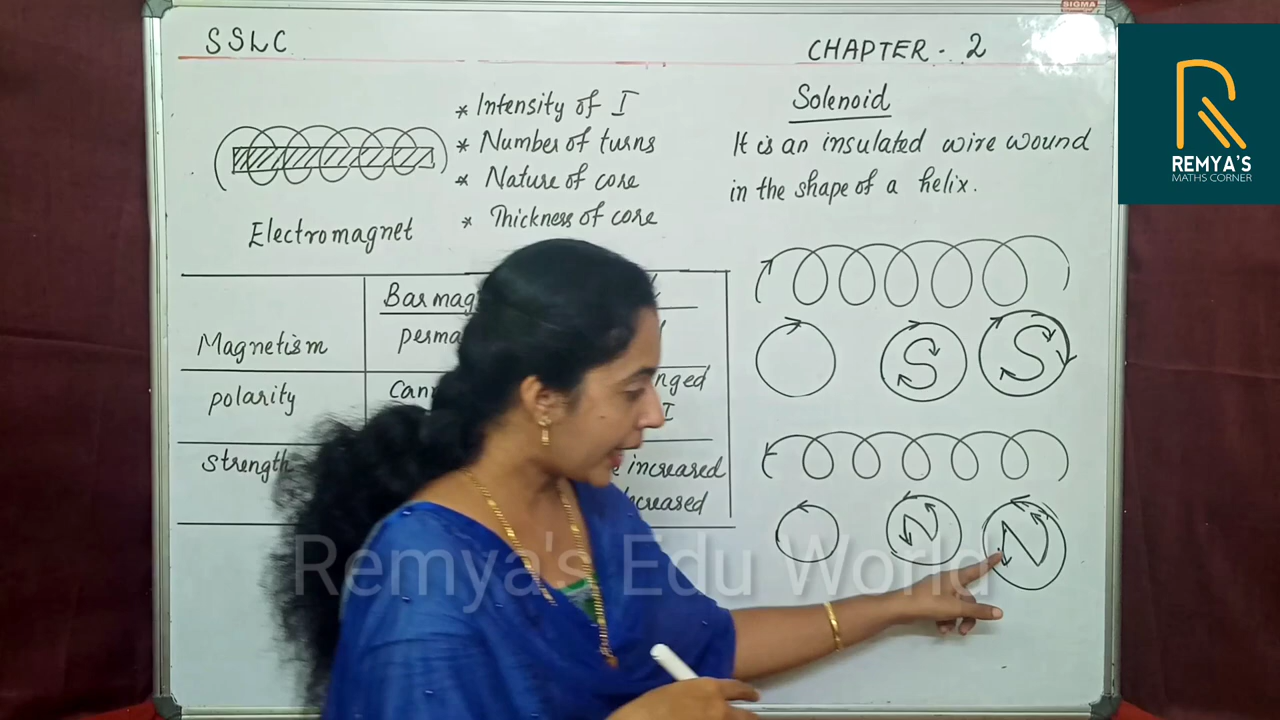 SIGMA
SSLC
CHAPTER - 2
* Intensity of I
* Number of turns
* Nature of core
* Thickness of core
Electromagnet
Solenoid
It is an insulated wire wound
in the shape of a helix.
REMYA'S
MATHS CORNER
Bar mag
Magnetism
perma
polarity
Cann
nged
I
strength
increased
S
S
N
N
Remya's Edu World